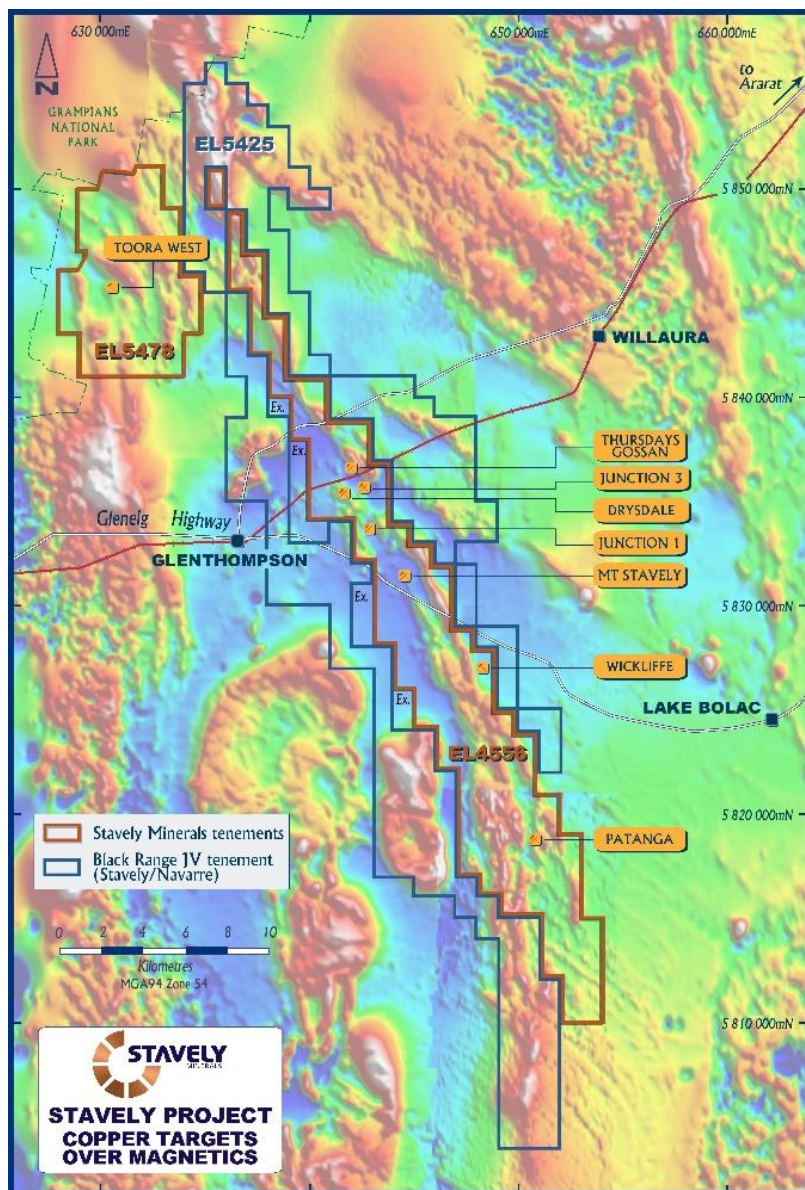 630 000mE
650 000mE
660 000mE
to
Ararat
N
GRAMPIANS
NATIONAL
PARK
EL5425
5 850 000mN
TOORA WEST
WILLAURA
EL5478
5 840 000mN
Ex.
THURSDAYS
GOSSAN
Ex.
JUNCTION 3
DRYSDALE
Glenelg Highway
JUNCTION 1
GLENTHOMPSON
MT STAVELY
Ex.
5 830 000mN
WICKLIFFE
Ex.
LAKE BOLAC
EL4556
5 820 000mN
Stavely Minerals tenements
PATANGA
Black Range JV tenement
(Stavely/Navarre)
0 2 4 6 8 10
Kilometres
MGA94 Zone 54
5 810 000mN
STAVELY
MINERALS
STAVELY PROJECT
COPPER TARGETS
OVER MAGNETICS